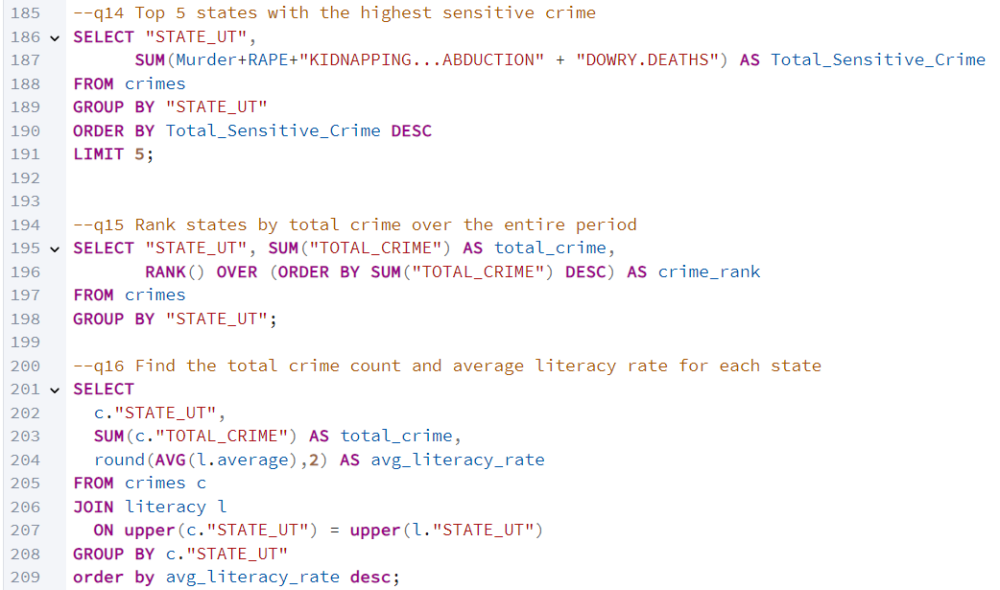 185 --q14 Top 5 states with the highest sensitive crime
186 SELECT "STATE_UT",
187 SUM(Murder+RAPE+"KIDNAPPING...ABDUCTION" + "DOWRY.DEATHS") AS Total_Sensitive_Crime
188 FROM crimes
189 GROUP BY "STATE_UT"
190 ORDER BY Total_Sensitive_Crime DESC
191 LIMIT 5;
192
193
194 --q15 Rank states by total crime over the entire period
195 SELECT "STATE_UT", SUM("TOTAL_CRIME") AS total_crime,
196 RANK() OVER (ORDER BY SUM("TOTAL_CRIME") DESC) AS crime_rank
197 FROM crimes
198 GROUP BY "STATE_UT";
199
200 --q16 Find the total crime count and average literacy rate for each state
201 SELECT
202 c."STATE_UT",
203 SUM(c."TOTAL_CRIME") AS total_crime,
204 round(AVG(l.average),2) AS avg_literacy_rate
205 FROM crimes c
206 JOIN literacy l
207 ON upper(c."STATE_UT") = upper(l."STATE_UT")
208 GROUP BY c."STATE_UT"
209 order by avg_literacy_rate desc;